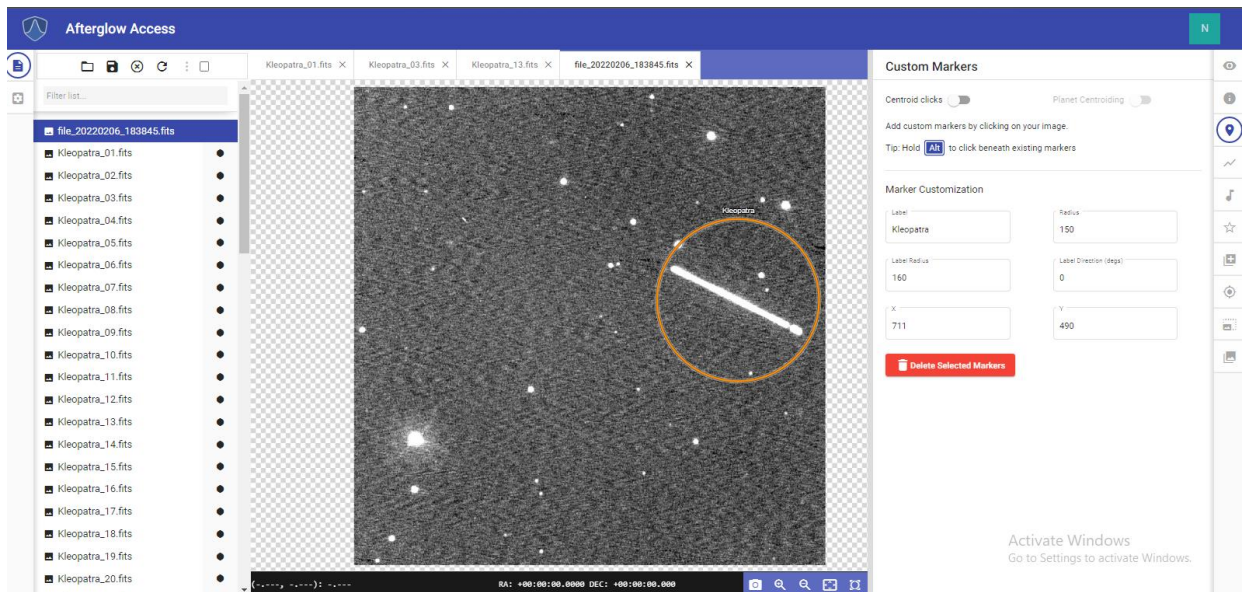 Afterglow Access
N
Filter list...
file_20220206_183845.fits
Kleopatra_01.fits
Kleopatra_02.fits
Kleopatra_03.fits
Kleopatra_04.fits
Kleopatra_05.fits
Kleopatra_06.fits
Kleopatra_07.fits
Kleopatra_08.fits
Kleopatra_09.fits
Kleopatra_10.fits
Kleopatra_11.fits
Kleopatra_12.fits
Kleopatra_13.fits
Kleopatra_14.fits
Kleopatra_15.fits
Kleopatra_16.fits
Kleopatra_17.fits
Kleopatra_18.fits
Kleopatra_19.fits
Kleopatra_20.fits
Kleopatra_01.fits Kleopatra_03.fits Kleopatra_13.fits file_20220206_183845.fits
Kleopatra
(-.---, -.---): -.--- RA: +00:00:00.0000 DEC: +00:00:00.000
Custom Markers
Centroid clicks Planet Centroiding
Add custom markers by clicking on your image.
Tip: Hold Alt to click beneath existing markers
Marker Customization
Label Radius
Kleopatra 150
Label Radius Label Direction (degs)
160 0
X Y
711 490
Delete Selected Markers
Activate Windows
Go to Settings to activate Windows.